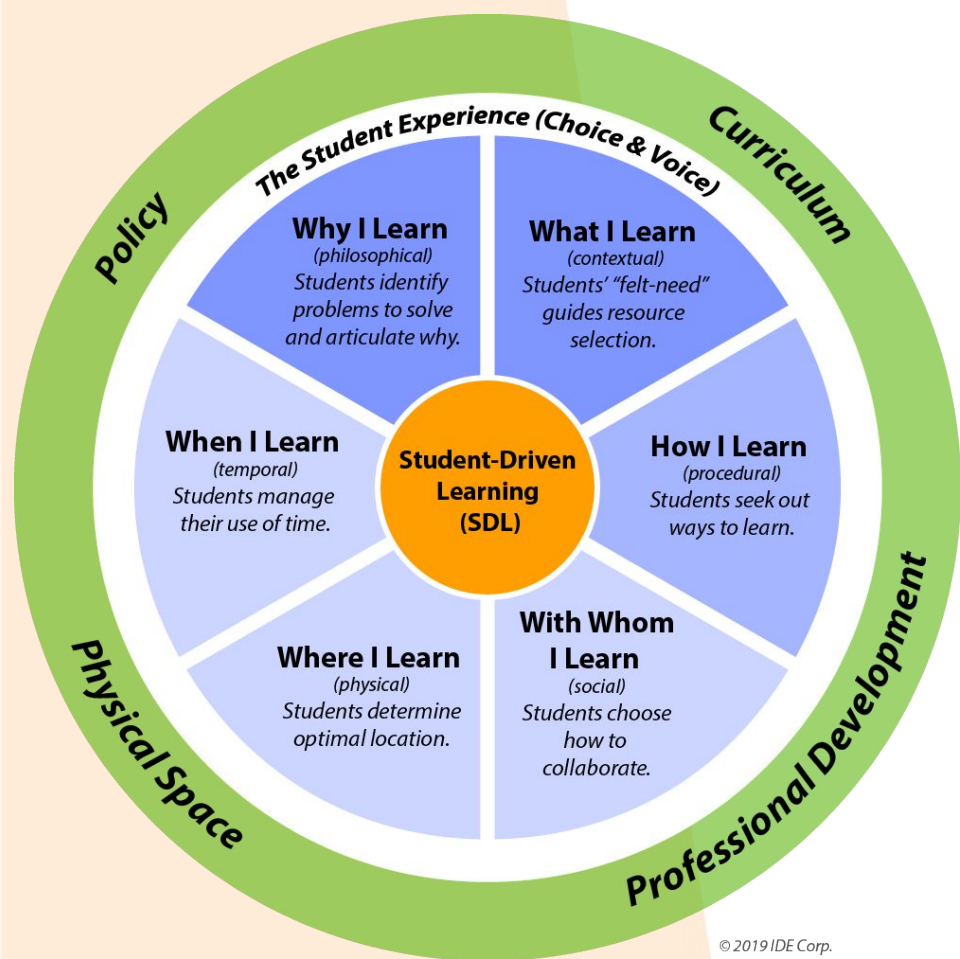 Policy
Curriculum
The Student Experience (Choice & Voice)
Why I Learn
(philosophical)
Students identify
problems to solve
and articulate why.
What I Learn
(contextual)
Students’ “felt-need”
guides resource
selection.
When I Learn
(temporal)
Students manage
their use of time.
Student-Driven
Learning
(SDL)
How I Learn
(procedural)
Students seek out
ways to learn.
Where I Learn
(physical)
Students determine
optimal location.
With Whom
I Learn
(social)
Students choose
how to
collaborate.
Physical Space
Professional Development
© 2019 IDE Corp.